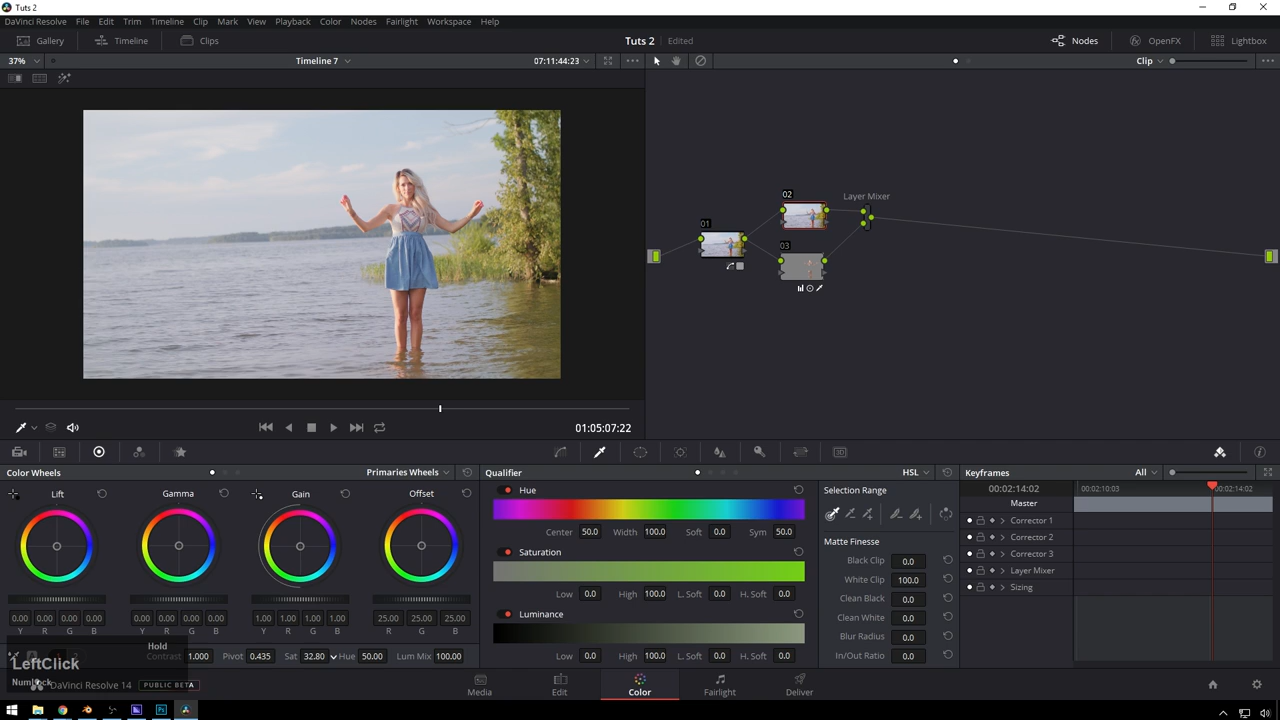 Tuts 2
DaVinci Resolve File Edit Trim Timeline Clip Mark View Playback Color Nodes Fairlight Workspace Help
Gallery Timeline Clips Tuts 2 Edited Nodes OpenFX Lightbox
37% Timeline 7 07:11:44:23 Clip
02 Layer Mixer
01
03
01:05:07:22
Color Wheels Primaries Wheels Qualifier HSL Keyframes All
Lift Gamma Gain Offset
Hue
Center 50.0 Width 100.0 Soft 0.0 Sym 50.0
Saturation
Low 0.0 High 100.0 L. Soft 0.0 H. Soft 0.0
Luminance
Low 0.0 High 100.0 L. Soft 0.0 H. Soft 0.0
Selection Range
Matte Finesse
Black Clip 0.0
White Clip 100.0
Clean Black 0.0
Clean White 0.0
Blur Radius 0.0
In/Out Ratio 0.0
00:02:14:02 00:02:10:03 00:02:14:02
Master
Corrector 1
Corrector 2
Corrector 3
Layer Mixer
Sizing
0.00 0.00 0.00 0.00 0.00 0.00 0.00 0.00 1.00 1.00 1.00 1.00 25.00 25.00 25.00
Y R G B Y R G B Y R G B R G B
Hold
LeftClick
Contrast 1.000 Pivot 0.435 Sat 32.80 Hue 50.00 Lum Mix 100.00
DaVinci Resolve 14 PUBLIC BETA
Media Edit Color Fairlight Deliver